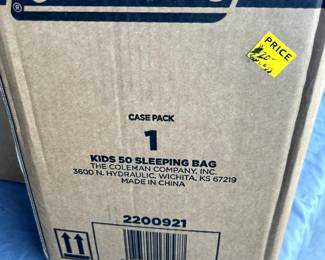 ®
PRICE
CASE PACK
1
KIDS 50 SLEEPING BAG
THE COLEMAN COMPANY, INC.
3600 N. HYDRAULIC, WICHITA, KS 67219
MADE IN CHINA
2200921